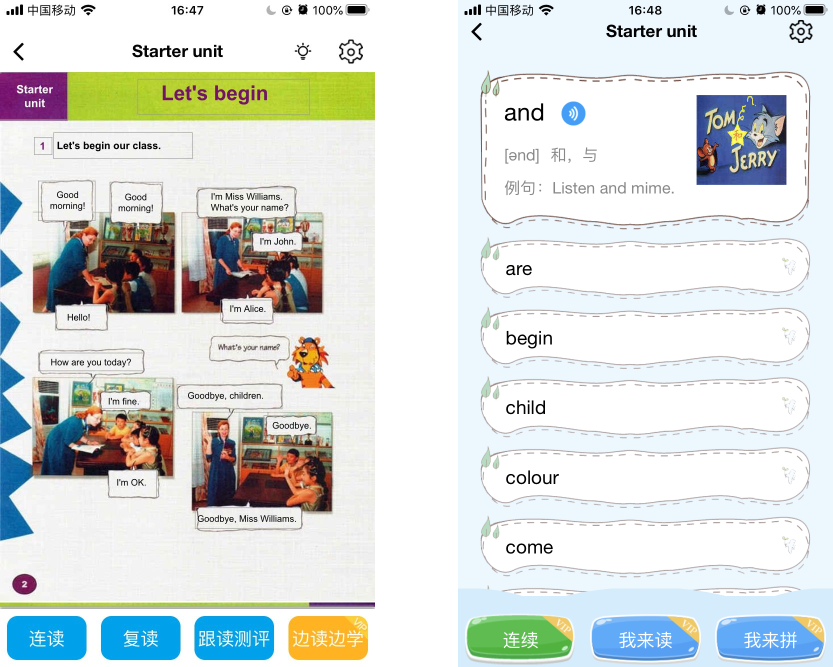 中国移动
16:47
100%
Starter unit
Starter
unit
Let's begin
1
Let's begin our class.
Good
morning!
Good
morning!
Hello!
I'm Miss Williams.
What's your name?
I'm John.
I'm Alice.
What's your name?
How are you today?
I'm fine.
I'm OK.
Goodbye, children.
Goodbye.
Goodbye, Miss Williams.
2
连读
复读
跟读测评
边读边学
VIP
中国移动
16:48
100%
Starter unit
and
[ənd] 和，与
例句：Listen and mime.
TOM
and
JERRY
are
begin
child
colour
come
连续
VIP
我来读
VIP
我来拼
VIP